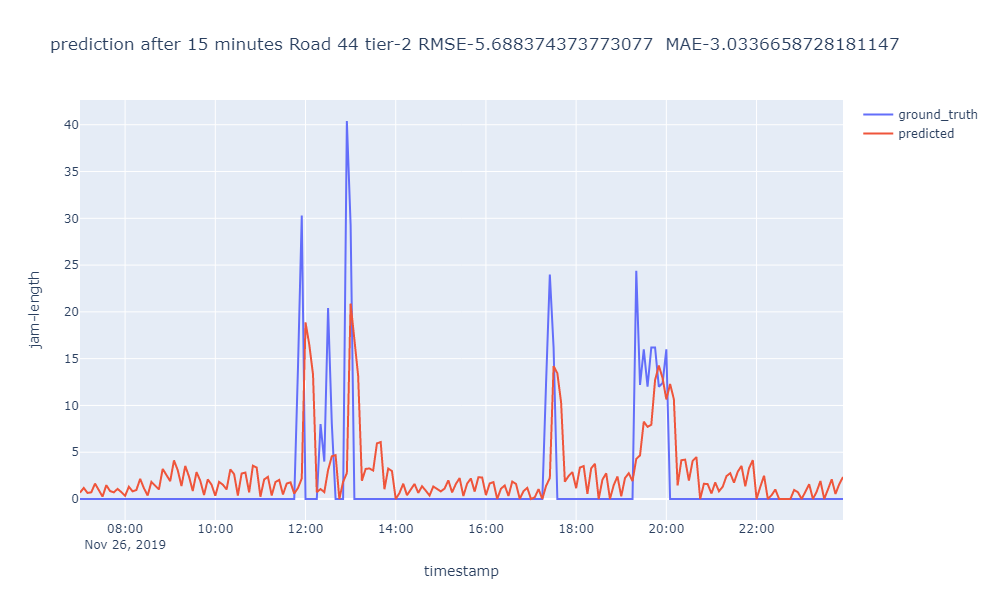 prediction after 15 minutes Road 44 tier-2 RMSE-5.688374373773077  MAE-3.0336658728181147
ground_truth
predicted
jam-length
40
35
30
25
20
15
10
5
0
08:00 10:00 12:00 14:00 16:00 18:00 20:00 22:00
Nov 26, 2019
timestamp